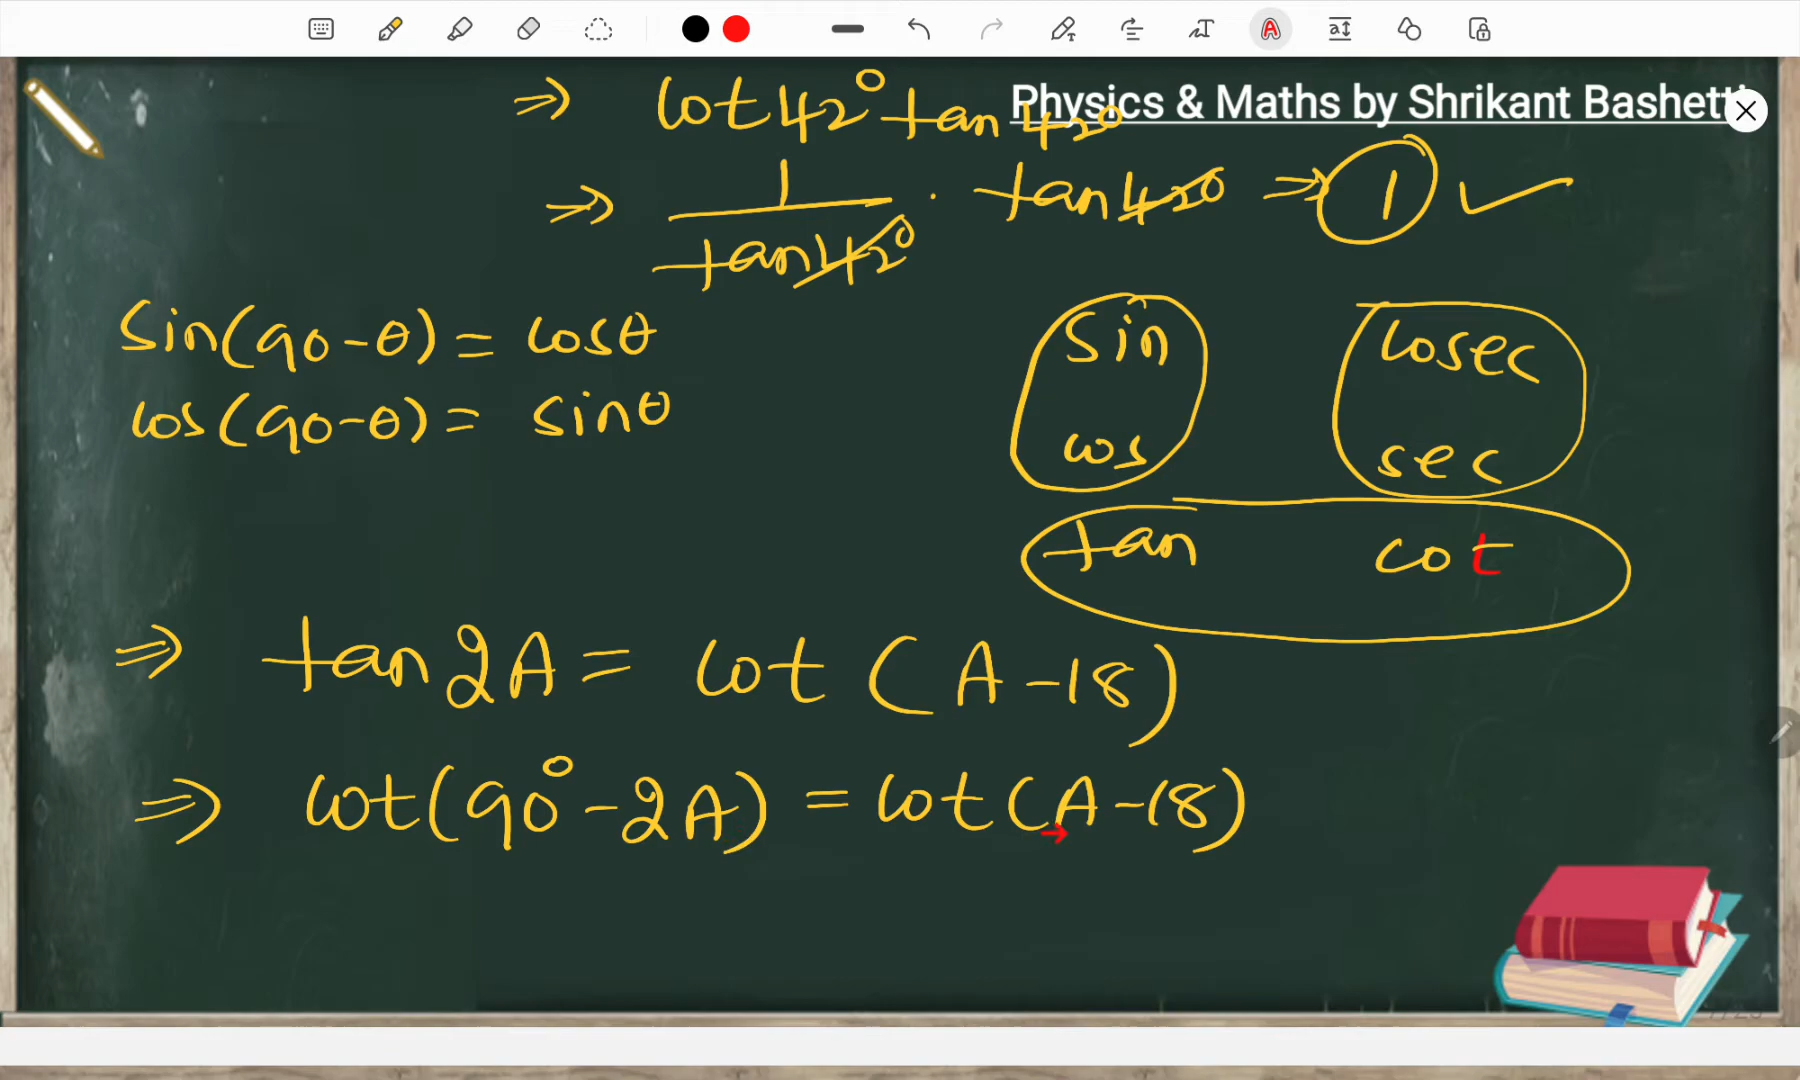 ⇒ cot 42° tan 42°
Physics & Maths by Shrikant Bashetti
⇒ 1/tan 42° · tan 42° ⇒ 1 ✓
sin(90-θ) = cosθ
cos(90-θ) = sinθ
sin cosec
cos sec
tan cot
⇒ tan 2A = cot (A-18)
⇒ cot(90°-2A) = cot(A-18)